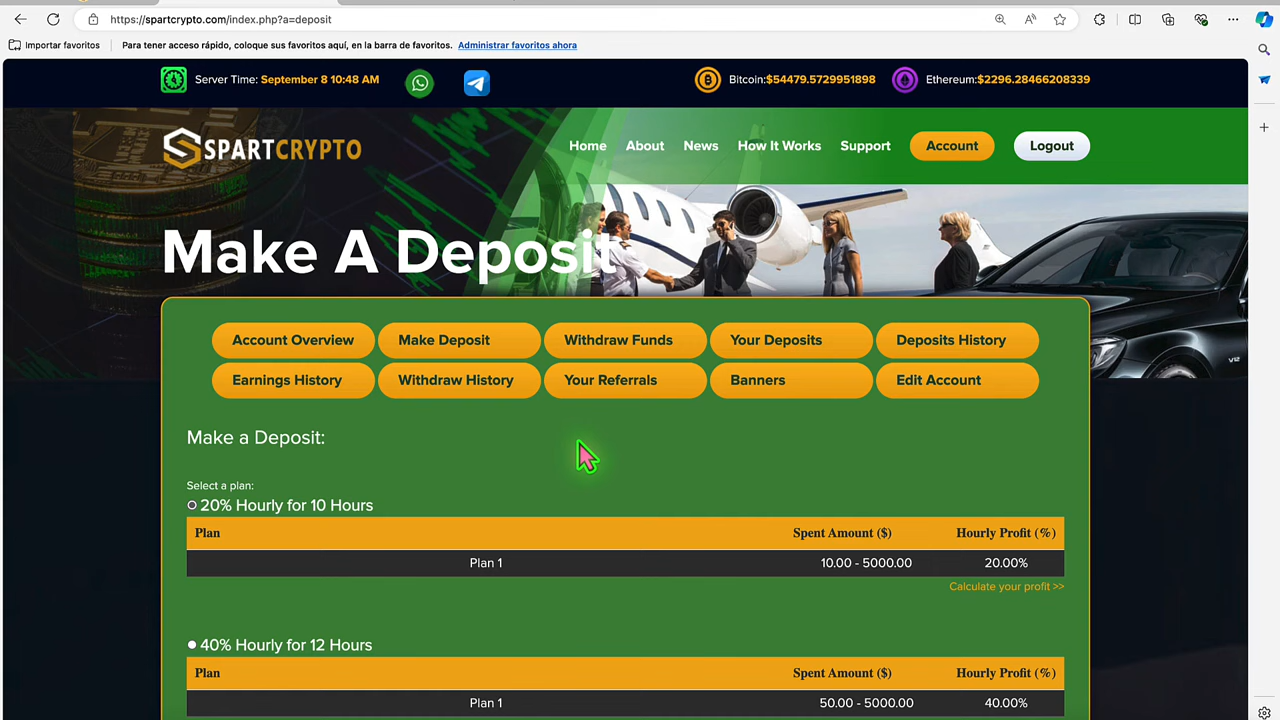 https://spartcrypto.com/index.php?a=deposit
Importar favoritos
Para tener acceso rápido, coloque sus favoritos aquí, en la barra de favoritos. Administrar favoritos ahora
Server Time: September 8 10:48 AM
Bitcoin:$54479.5729951898
Ethereum:$2296.28466208339
SPARTCRYPTO
Home About News How It Works Support Account Logout
Make A Deposit
Account Overview Make Deposit Withdraw Funds Your Deposits Deposits History
Earnings History Withdraw History Your Referrals Banners Edit Account
Make a Deposit:
Select a plan:
20% Hourly for 10 Hours
Plan Spent Amount ($) Hourly Profit (%)
Plan 1 10.00 - 5000.00 20.00%
Calculate your profit >>
40% Hourly for 12 Hours
Plan Spent Amount ($) Hourly Profit (%)
Plan 1 50.00 - 5000.00 40.00%